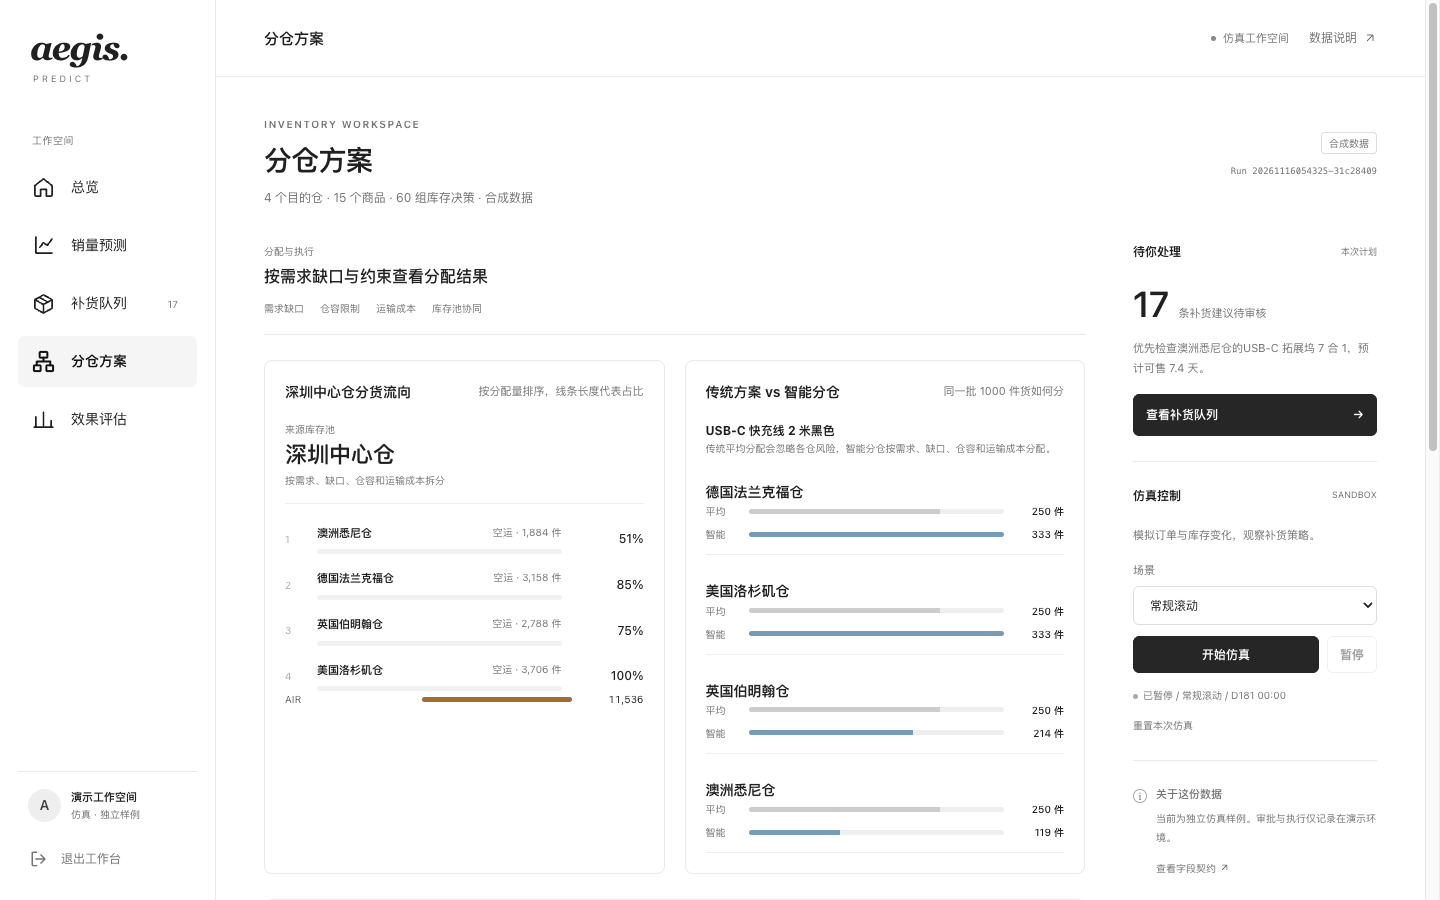 aegis.
PREDICT
工作空间
总览
销量预测
补货队列 17
分仓方案
效果评估
A
演示工作空间
仿真 · 独立样例
退出工作台
分仓方案
仿真工作空间 数据说明
INVENTORY WORKSPACE
分仓方案
4 个目的仓 · 15 个商品 · 60 组库存决策 · 合成数据
合成数据
Run 20261116054325-31c28409
分配与执行
按需求缺口与约束查看分配结果
需求缺口 仓容限制 运输成本 库存池协同
深圳中心仓分货流向 按分配量排序，线条长度代表占比
来源库存池
深圳中心仓
按需求、缺口、仓容和运输成本拆分
1 澳洲悉尼仓 空运 · 1,884 件 51%
2 德国法兰克福仓 空运 · 3,158 件 85%
3 英国伯明翰仓 空运 · 2,788 件 75%
4 美国洛杉矶仓 空运 · 3,706 件 100%
AIR 11,536
传统方案 vs 智能分仓 同一批 1000 件货如何分
USB-C 快充线 2 米黑色
传统平均分配会忽略各仓风险，智能分仓按需求、缺口、仓容和运输成本分配。
德国法兰克福仓
平均 250 件
智能 333 件
美国洛杉矶仓
平均 250 件
智能 333 件
英国伯明翰仓
平均 250 件
智能 214 件
澳洲悉尼仓
平均 250 件
智能 119 件
待你处理 本次计划
17 条补货建议待审核
优先检查澳洲悉尼仓的USB-C 拓展坞 7 合 1，预
计可售 7.4 天。
查看补货队列
仿真控制 SANDBOX
模拟订单与库存变化，观察补货策略。
场景
常规滚动
开始仿真 暂停
已暂停 / 常规滚动 / D181 00:00
重置本次仿真
关于这份数据
当前为独立仿真样例。审批与执行仅记录在演示环
境。
查看字段契约